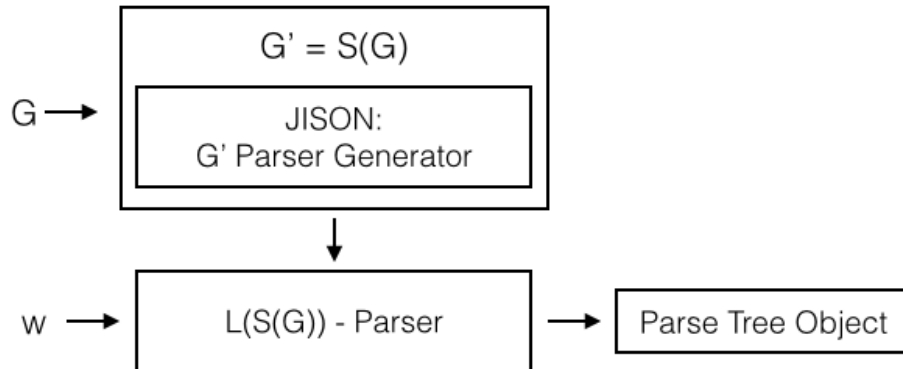 G’ = S(G)
G
JISON:
G’ Parser Generator
w
L(S(G)) - Parser
Parse Tree Object